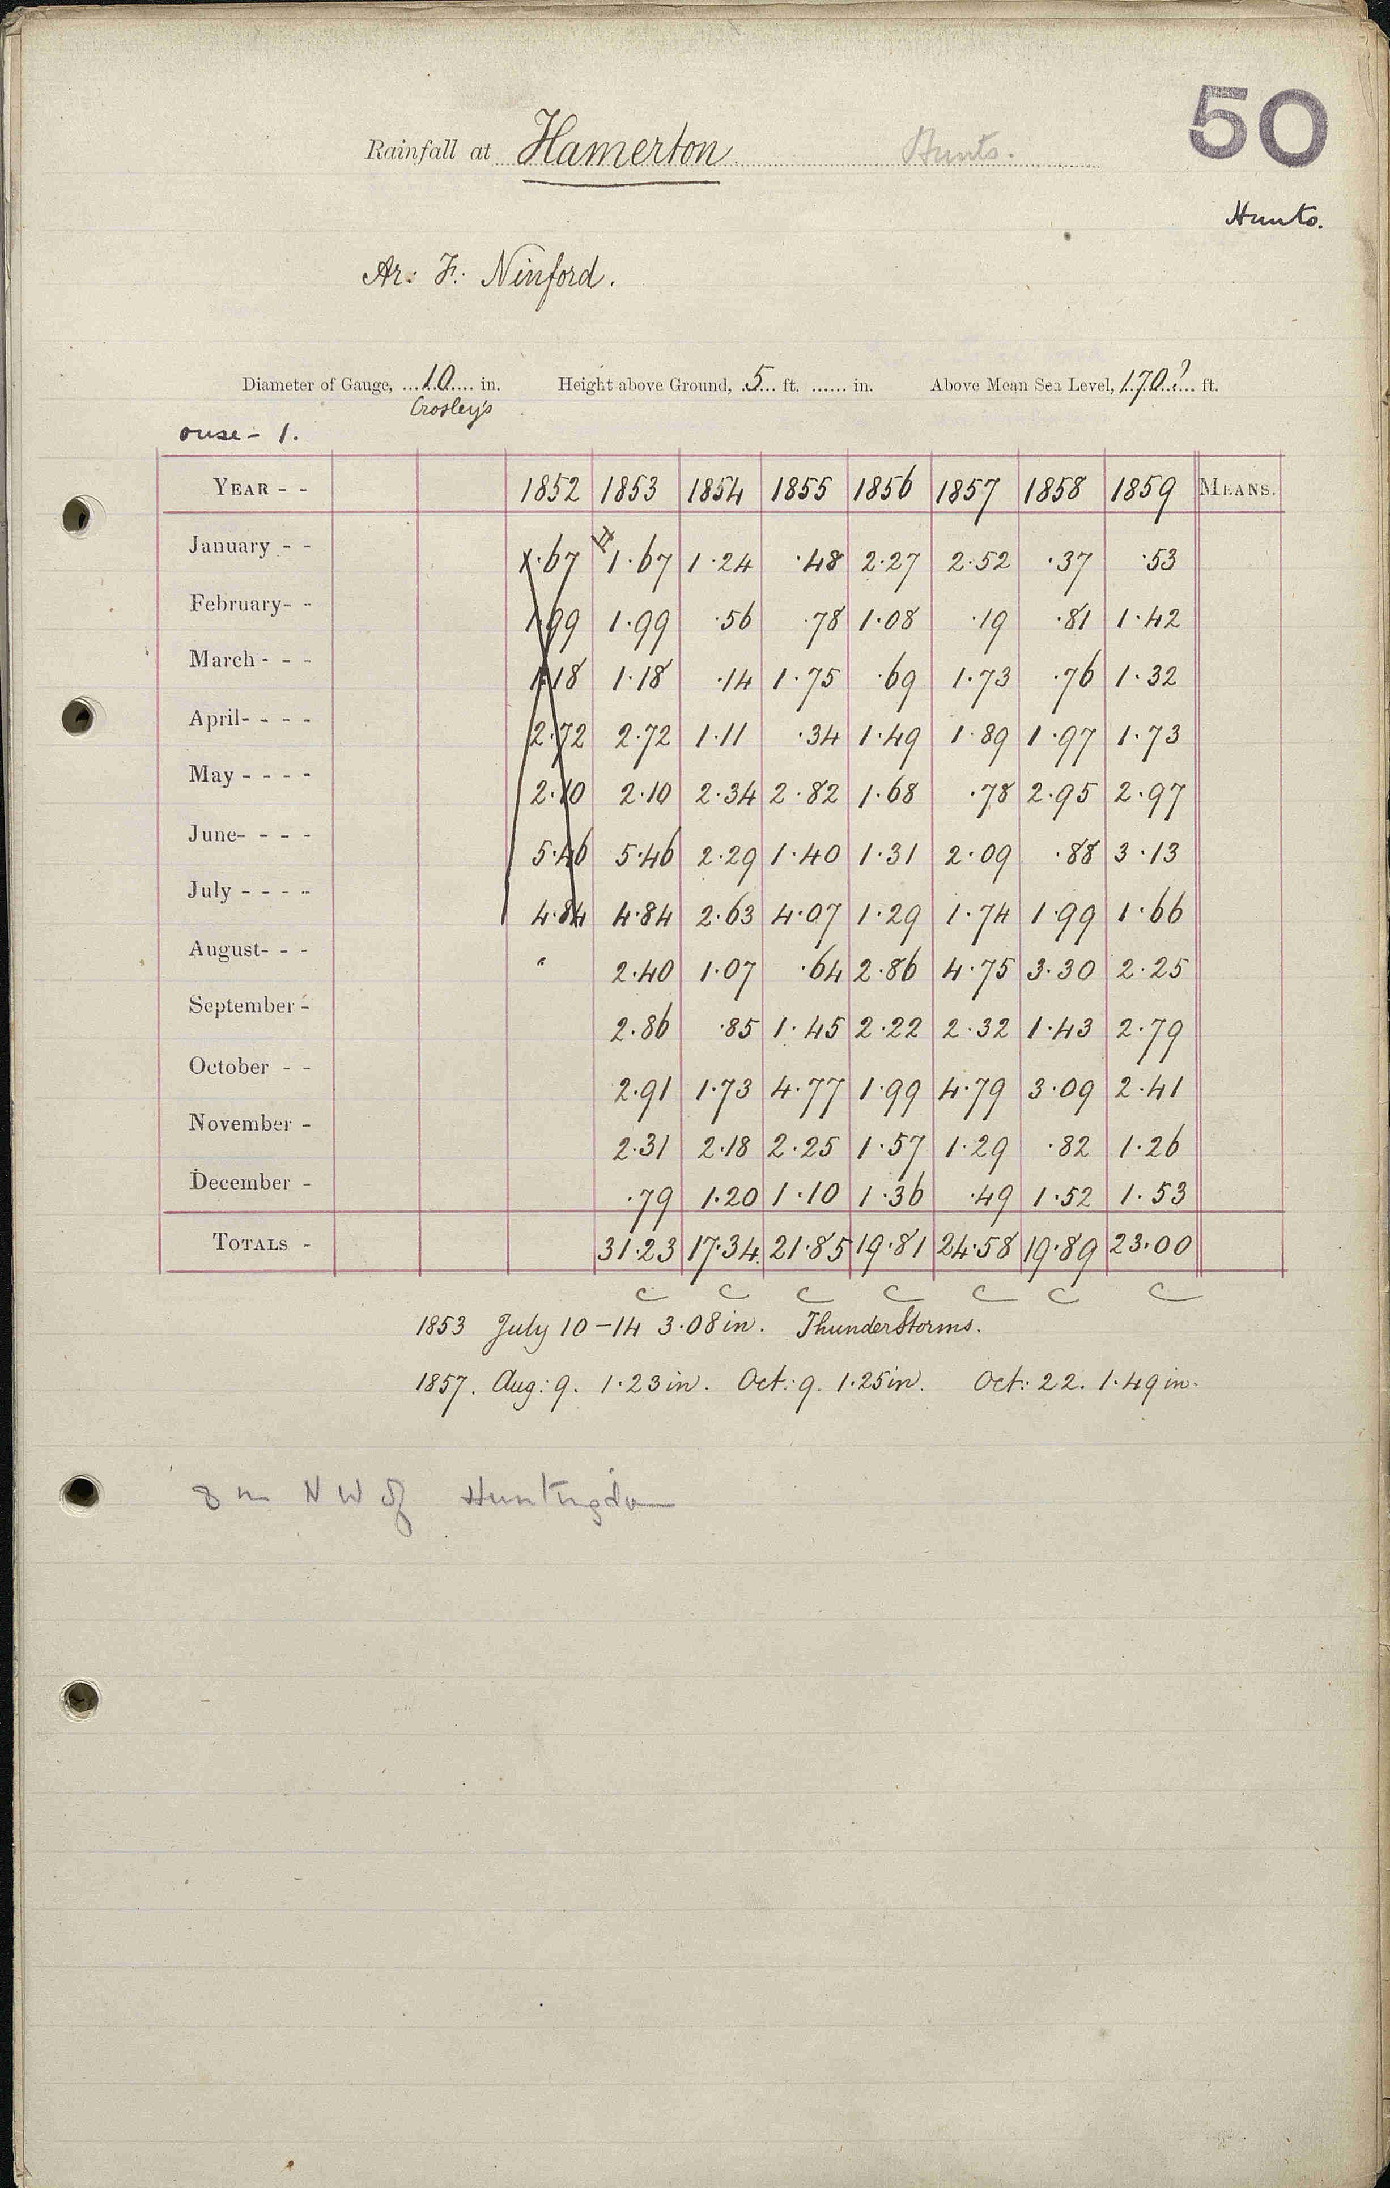 50
Rainfall at Hamerton Hunts.
Hunts.
Ar: F: Ninford.
Diameter of Gauge, 10 in. Height above Ground, 5 ft. in. Above Mean Sea Level, 170? ft.
Crosley's
ouse - 1.
YEAR - - 1852 1853 1854 1855 1856 1857 1858 1859 MEANS.
January - - 1.67 1.67 1.24 .48 2.27 2.52 .37 .53
February - - 1.99 1.99 .56 .78 1.08 .19 .81 1.42
March - - - 1.18 1.18 .14 1.75 .69 1.73 .76 1.32
April - - - - 2.72 2.72 1.11 .34 1.49 1.89 1.97 1.73
May - - - - 2.10 2.10 2.34 2.82 1.68 .78 2.95 2.97
June - - - - 5.46 5.46 2.29 1.40 1.31 2.09 .88 3.13
July - - - - 4.84 4.84 2.63 4.07 1.29 1.74 1.99 1.66
August - - - " 2.40 1.07 .64 2.86 4.75 3.30 2.25
September - 2.86 .85 1.45 2.22 2.32 1.43 2.79
October - - 2.91 1.73 4.77 1.99 4.79 3.09 2.41
November - 2.31 2.18 2.25 1.57 1.29 .82 1.26
December - .79 1.20 1.10 1.36 .49 1.52 1.53
TOTALS - 31.23 17.34 21.85 19.81 24.58 19.89 23.00
C C C C C C C
1853 July 10-14 3.08 in. ThunderStorms.
1857. Aug: 9. 1.23 in. Oct: 9. 1.25 in. Oct: 22. 1.49 in.
8 m N W of Huntingdon